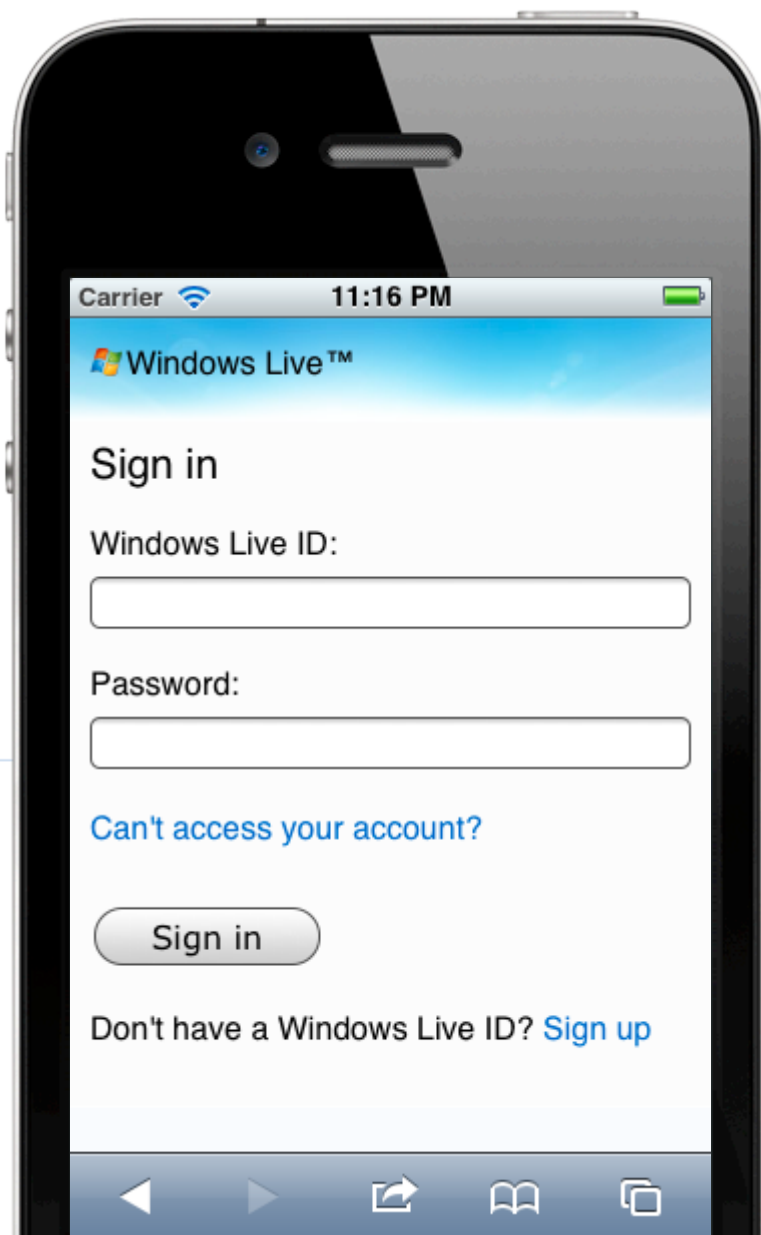 Carrier 11:16 PM
Windows Live™
Sign in
Windows Live ID:
Password:
Can't access your account?
Sign in
Don't have a Windows Live ID? Sign up